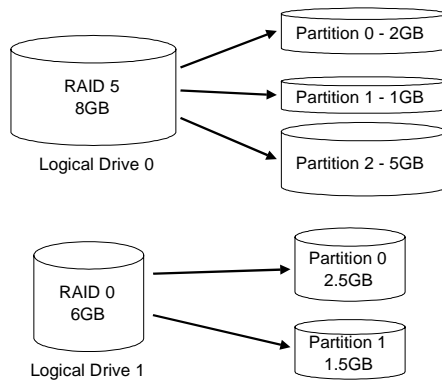 RAID 5
8GB
Logical Drive 0
Partition 0 - 2GB
Partition 1 - 1GB
Partition 2 - 5GB
RAID 0
6GB
Logical Drive 1
Partition 0
2.5GB
Partition 1
1.5GB